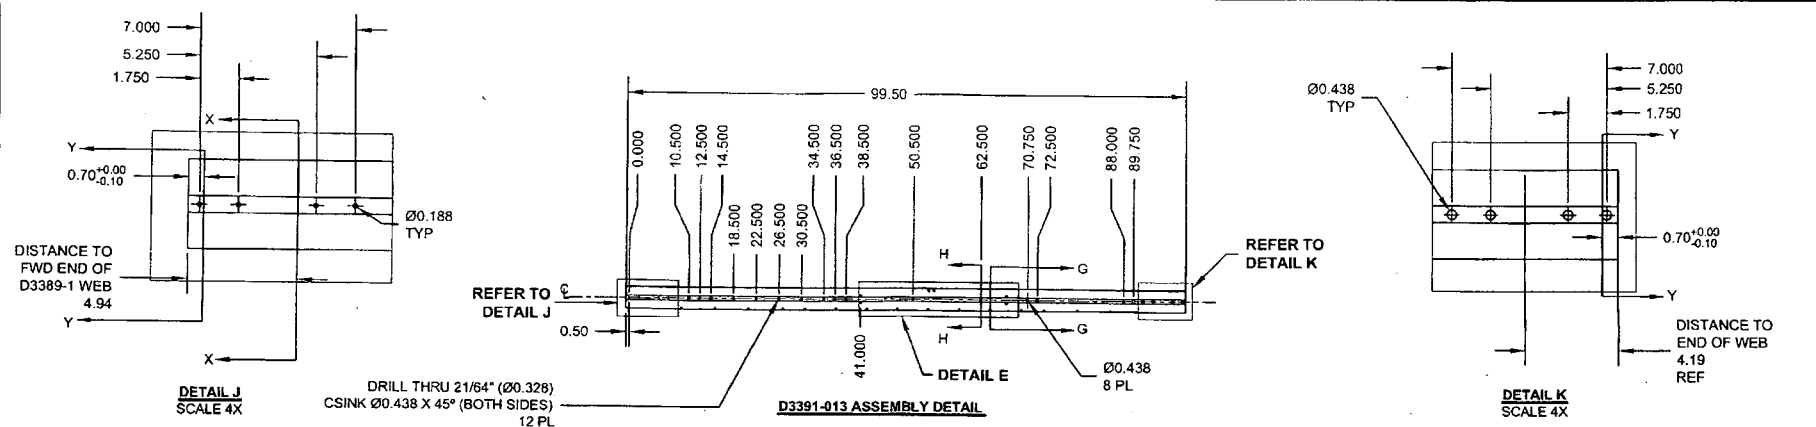 7.000
5.250
1.750
X
Y
0.70 +0.00 -0.10
Ø0.188
TYP
DISTANCE TO
FWD END OF
D3389-1 WEB
4.94
Y
X
DETAIL J
SCALE 4X
99.50
0.000
10.500
12.500
14.500
18.500
22.500
26.500
30.500
34.500
36.500
38.500
50.500
62.500
70.750
72.500
88.000
89.750
H
G
REFER TO
DETAIL K
REFER TO ℄
DETAIL J
0.50
41.000
H
G
DETAIL E
Ø0.438
8 PL
DRILL THRU 21/64" (Ø0.328)
CSINK Ø0.438 X 45° (BOTH SIDES)
12 PL
D3391-013 ASSEMBLY DETAIL
7.000
5.250
1.750
Ø0.438
TYP
Y
0.70 +0.00 -0.10
Y
DISTANCE TO
END OF WEB
4.19
REF
DETAIL K
SCALE 4X